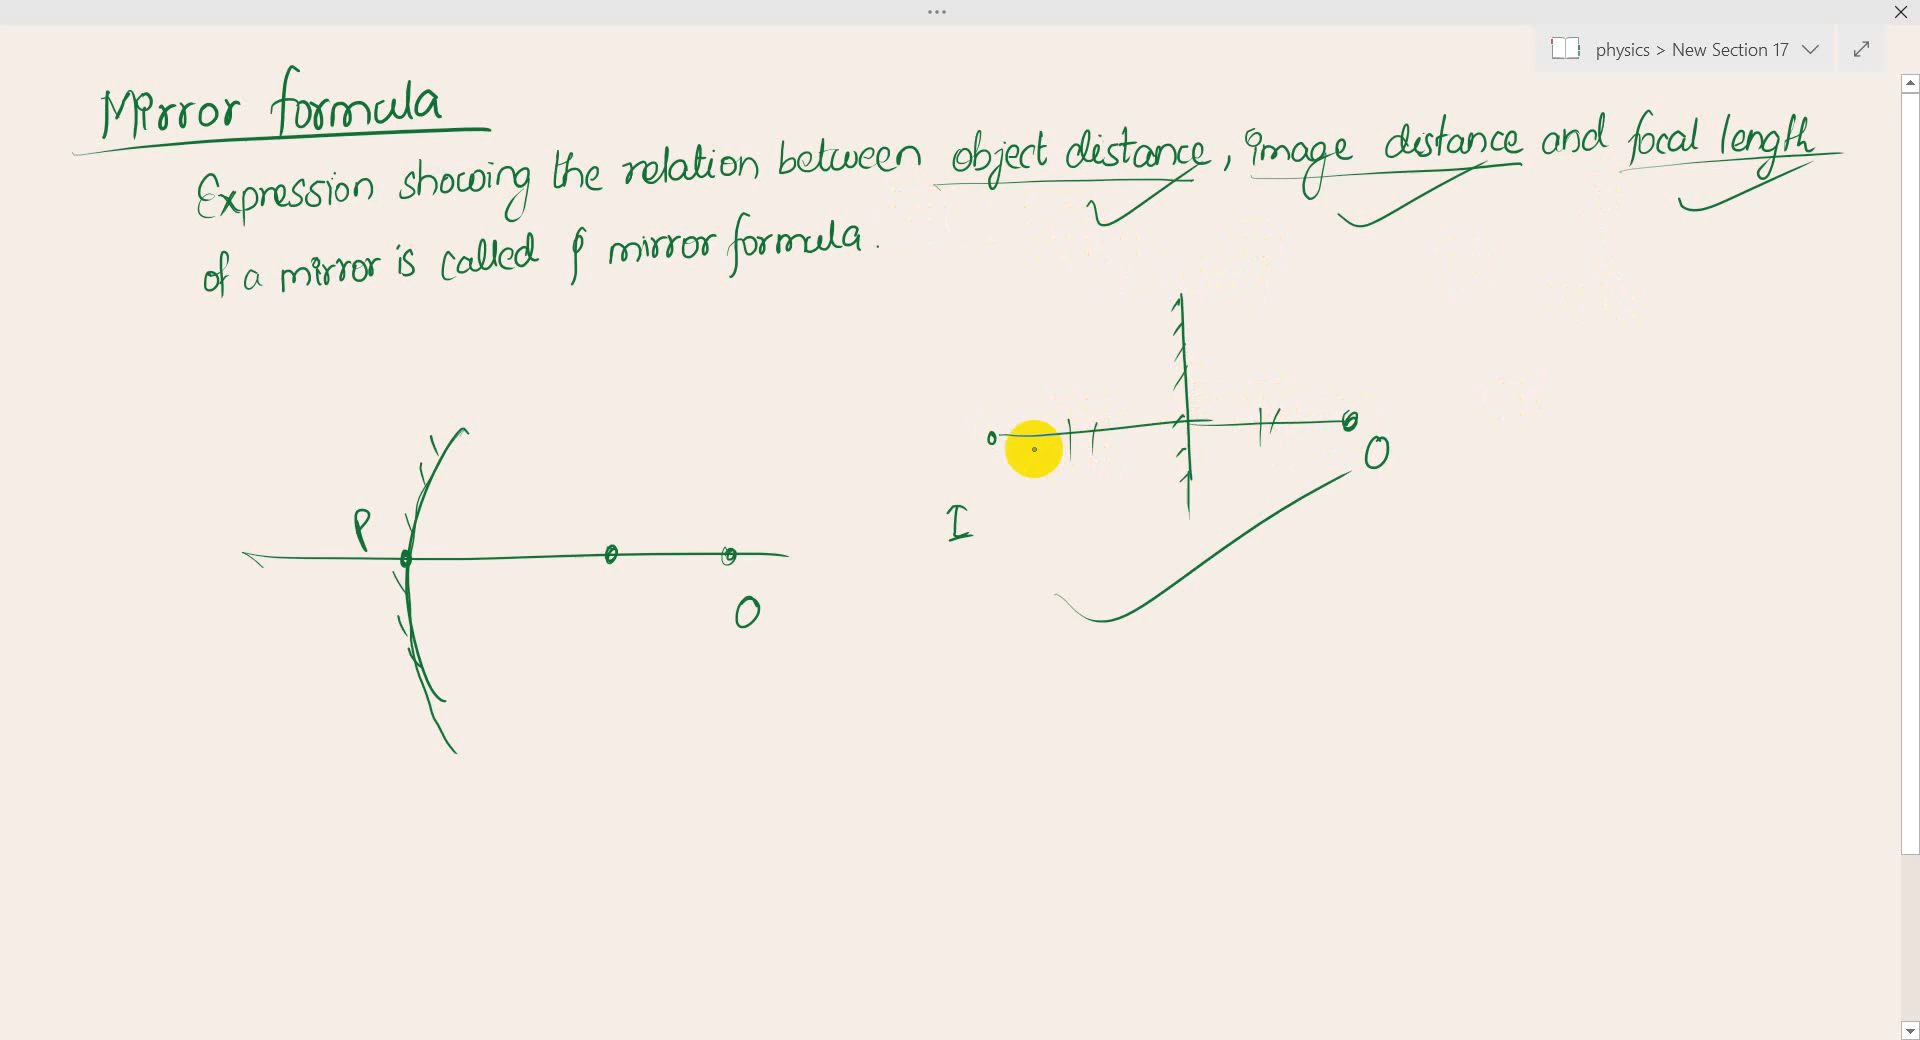 physics > New Section 17
Mirror formula
Expression showing the relation between object distance, image distance and focal length
of a mirror is called mirror formula.
O
I
P
O